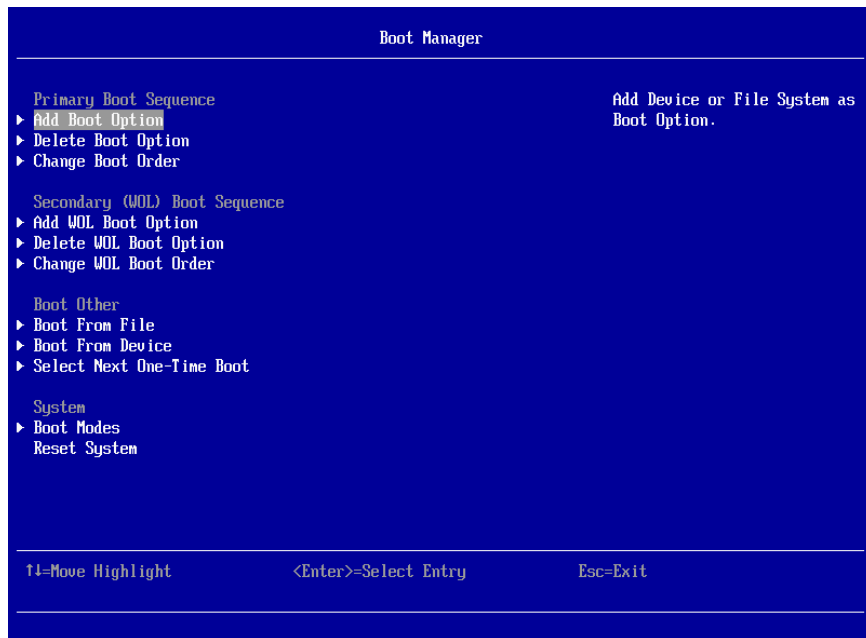 Boot Manager
Primary Boot Sequence
Add Boot Option
Delete Boot Option
Change Boot Order
Secondary (WOL) Boot Sequence
Add WOL Boot Option
Delete WOL Boot Option
Change WOL Boot Order
Boot Other
Boot From File
Boot From Device
Select Next One-Time Boot
System
Boot Modes
Reset System
Add Device or File System as
Boot Option.
↑↓=Move Highlight
<Enter>=Select Entry
Esc=Exit